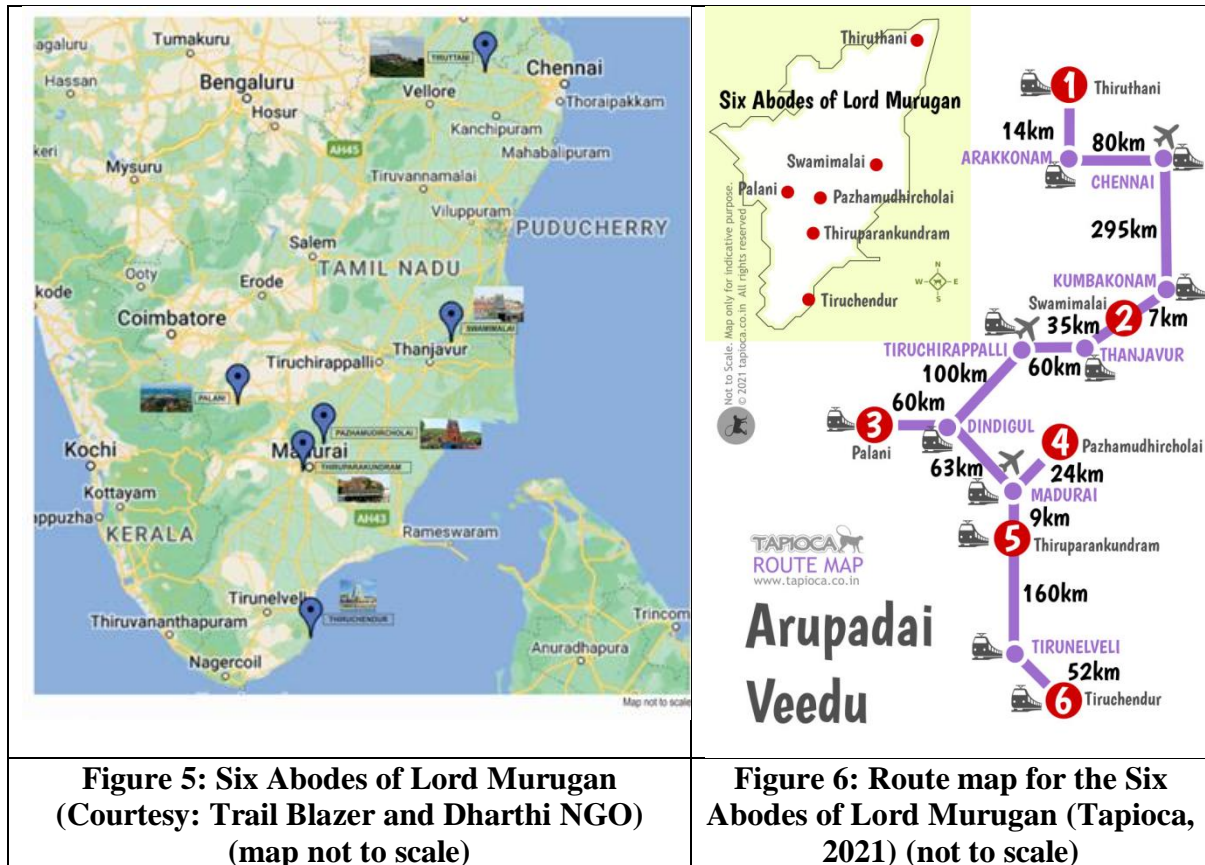 agaluru
Tumakuru
Hassan
Bengaluru
Hosur
TIRUTTANI
Chennai
Vellore
Thoraipakkam
Kanchipuram
Mahabalipuram
AH45
keri
Mysuru
Tiruvannamalai
Viluppuram
PUDUCHERRY
Salem
TAMIL NADU
Ooty
Erode
kode
Coimbatore
SWAMIMALAI
Tiruchirappalli
Thanjavur
PALANI
PAZHAMUDIRCHOLAI
Kochi
Madurai
THIRUPARAKUNDRAM
Kottayam
appuzha
KERALA
AH43
Rameswaram
Tirunelveli
THIRUCHENDUR
Thiruvananthapuram
Trincom
Nagercoil
Anuradhapura
Map not to scale
Thiruthani
Six Abodes of Lord Murugan
Swamimalai
Palani
Pazhamudhircholai
Thiruparankundram
Tiruchendur
N
W E
S
Not to Scale. Map only for indicative purpose.
© 2021 tapioca.co.in All rights reserved
1 Thiruthani
14km
80km
ARAKKONAM
CHENNAI
295km
KUMBAKONAM
Swamimalai
2
35km
7km
TIRUCHIRAPPALLI
THANJAVUR
60km
100km
60km
3
DINDIGUL
4
Palani
Pazhamudhircholai
63km
24km
MADURAI
9km
5 Thiruparankundram
TAPIOCA
ROUTE MAP
www.tapioca.co.in
160km
Arupadai
Veedu
TIRUNELVELI
52km
6 Tiruchendur
Figure 5: Six Abodes of Lord Murugan
(Courtesy: Trail Blazer and Dharthi NGO)
(map not to scale)
Figure 6: Route map for the Six
Abodes of Lord Murugan (Tapioca,
2021) (not to scale)